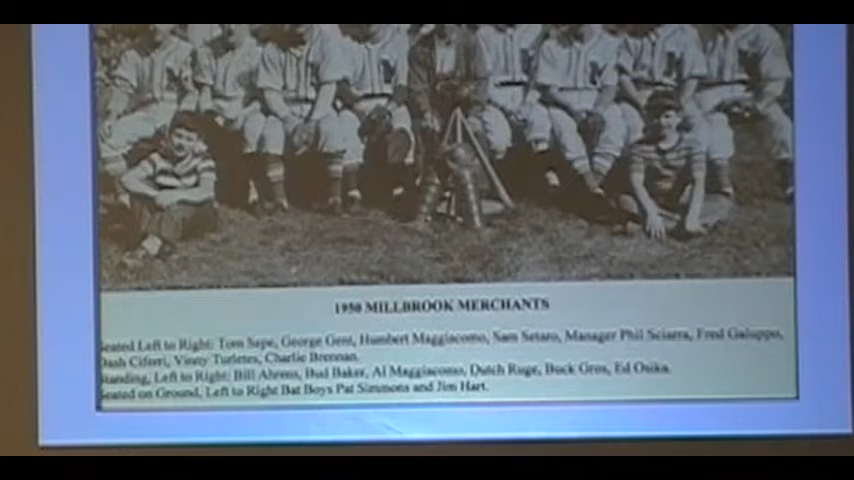 1950 MILLBROOK MERCHANTS
Seated Left to Right: Tom Sepe, George Gent, Humbert Maggiacomo, Sam Setaro, Manager Phil Sciarra, Fred Galuppo,
Dash Ciferri, Vinny Turletes, Charlie Brennan.
Standing, Left to Right: Bill Ahrens, Bud Baker, Al Maggiacomo, Dutch Ruge, Buck Gros, Ed Osika.
Seated on Ground, Left to Right Bat Boys Pat Simmons and Jim Hart.